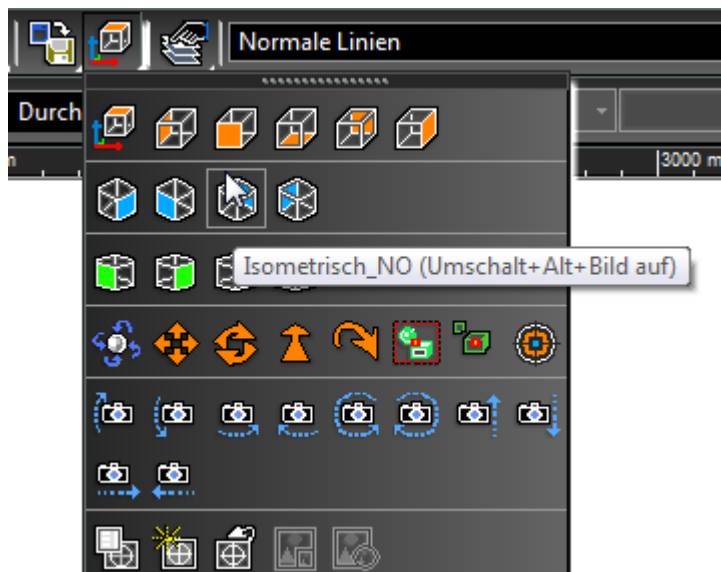 Normale Linien
Durch
3000 m
Isometrisch_NO (Umschalt+Alt+Bild auf)